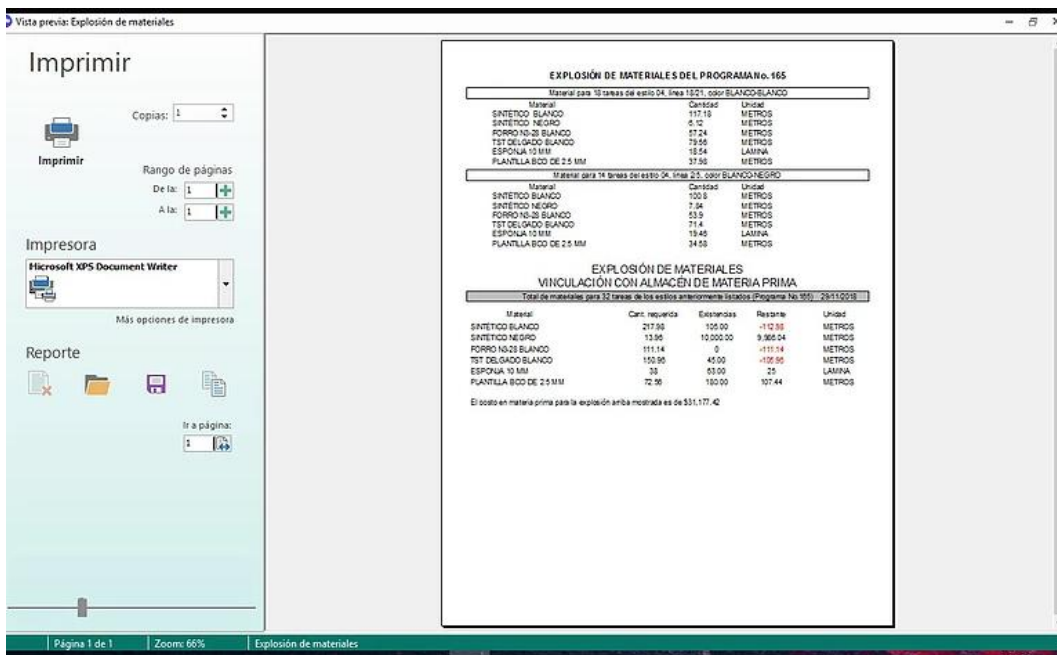 Vista previa: Explosión de materiales
Imprimir
Copias: 1
Imprimir
Rango de páginas
De la: 1
A la: 1
Impresora
Microsoft XPS Document Writer
Más opciones de impresora
Reporte
Ir a página:
1
Página 1 de 1 Zoom: 66% Explosión de materiales
EXPLOSIÓN DE MATERIALES DEL PROGRAMA No. 165
Material para 18 tareas del estilo 04, línea 18/21, color BLANCO-BLANCO
Material Cantidad Unidad
SINTÉTICO BLANCO 117.18 METROS
SINTÉTICO NEGRO 6.12 METROS
FORRO N3-28 BLANCO 57.24 METROS
TST DELGADO BLANCO 79.56 METROS
ESPONJA 10 MM 18.54 LAMINA
PLANTILLA BCO DE 2.5 MM 37.98 METROS
Material para 14 tareas del estilo 04, línea 2/5, color BLANCO-NEGRO
Material Cantidad Unidad
SINTÉTICO BLANCO 100.8 METROS
SINTÉTICO NEGRO 7.84 METROS
FORRO N3-28 BLANCO 53.9 METROS
TST DELGADO BLANCO 71.4 METROS
ESPONJA 10 MM 19.46 LAMINA
PLANTILLA BCO DE 2.5 MM 34.58 METROS
EXPLOSIÓN DE MATERIALES
VINCULACIÓN CON ALMACÉN DE MATERIA PRIMA
Total de materiales para 32 tareas de los estilos anteriormente listados (Programa No.165) 29/11/2018
Material Cant. requerida Existencias Restante Unidad
SINTÉTICO BLANCO 217.98 105.00 -112.98 METROS
SINTÉTICO NEGRO 13.96 10,000.00 9,986.04 METROS
FORRO N3-28 BLANCO 111.14 0 -111.14 METROS
TST DELGADO BLANCO 150.96 45.00 -105.96 METROS
ESPONJA 10 MM 38 63.00 25 LAMINA
PLANTILLA BCO DE 2.5 MM 72.56 180.00 107.44 METROS
El costo en materia prima para la explosión arriba mostrada es de $31,177.42